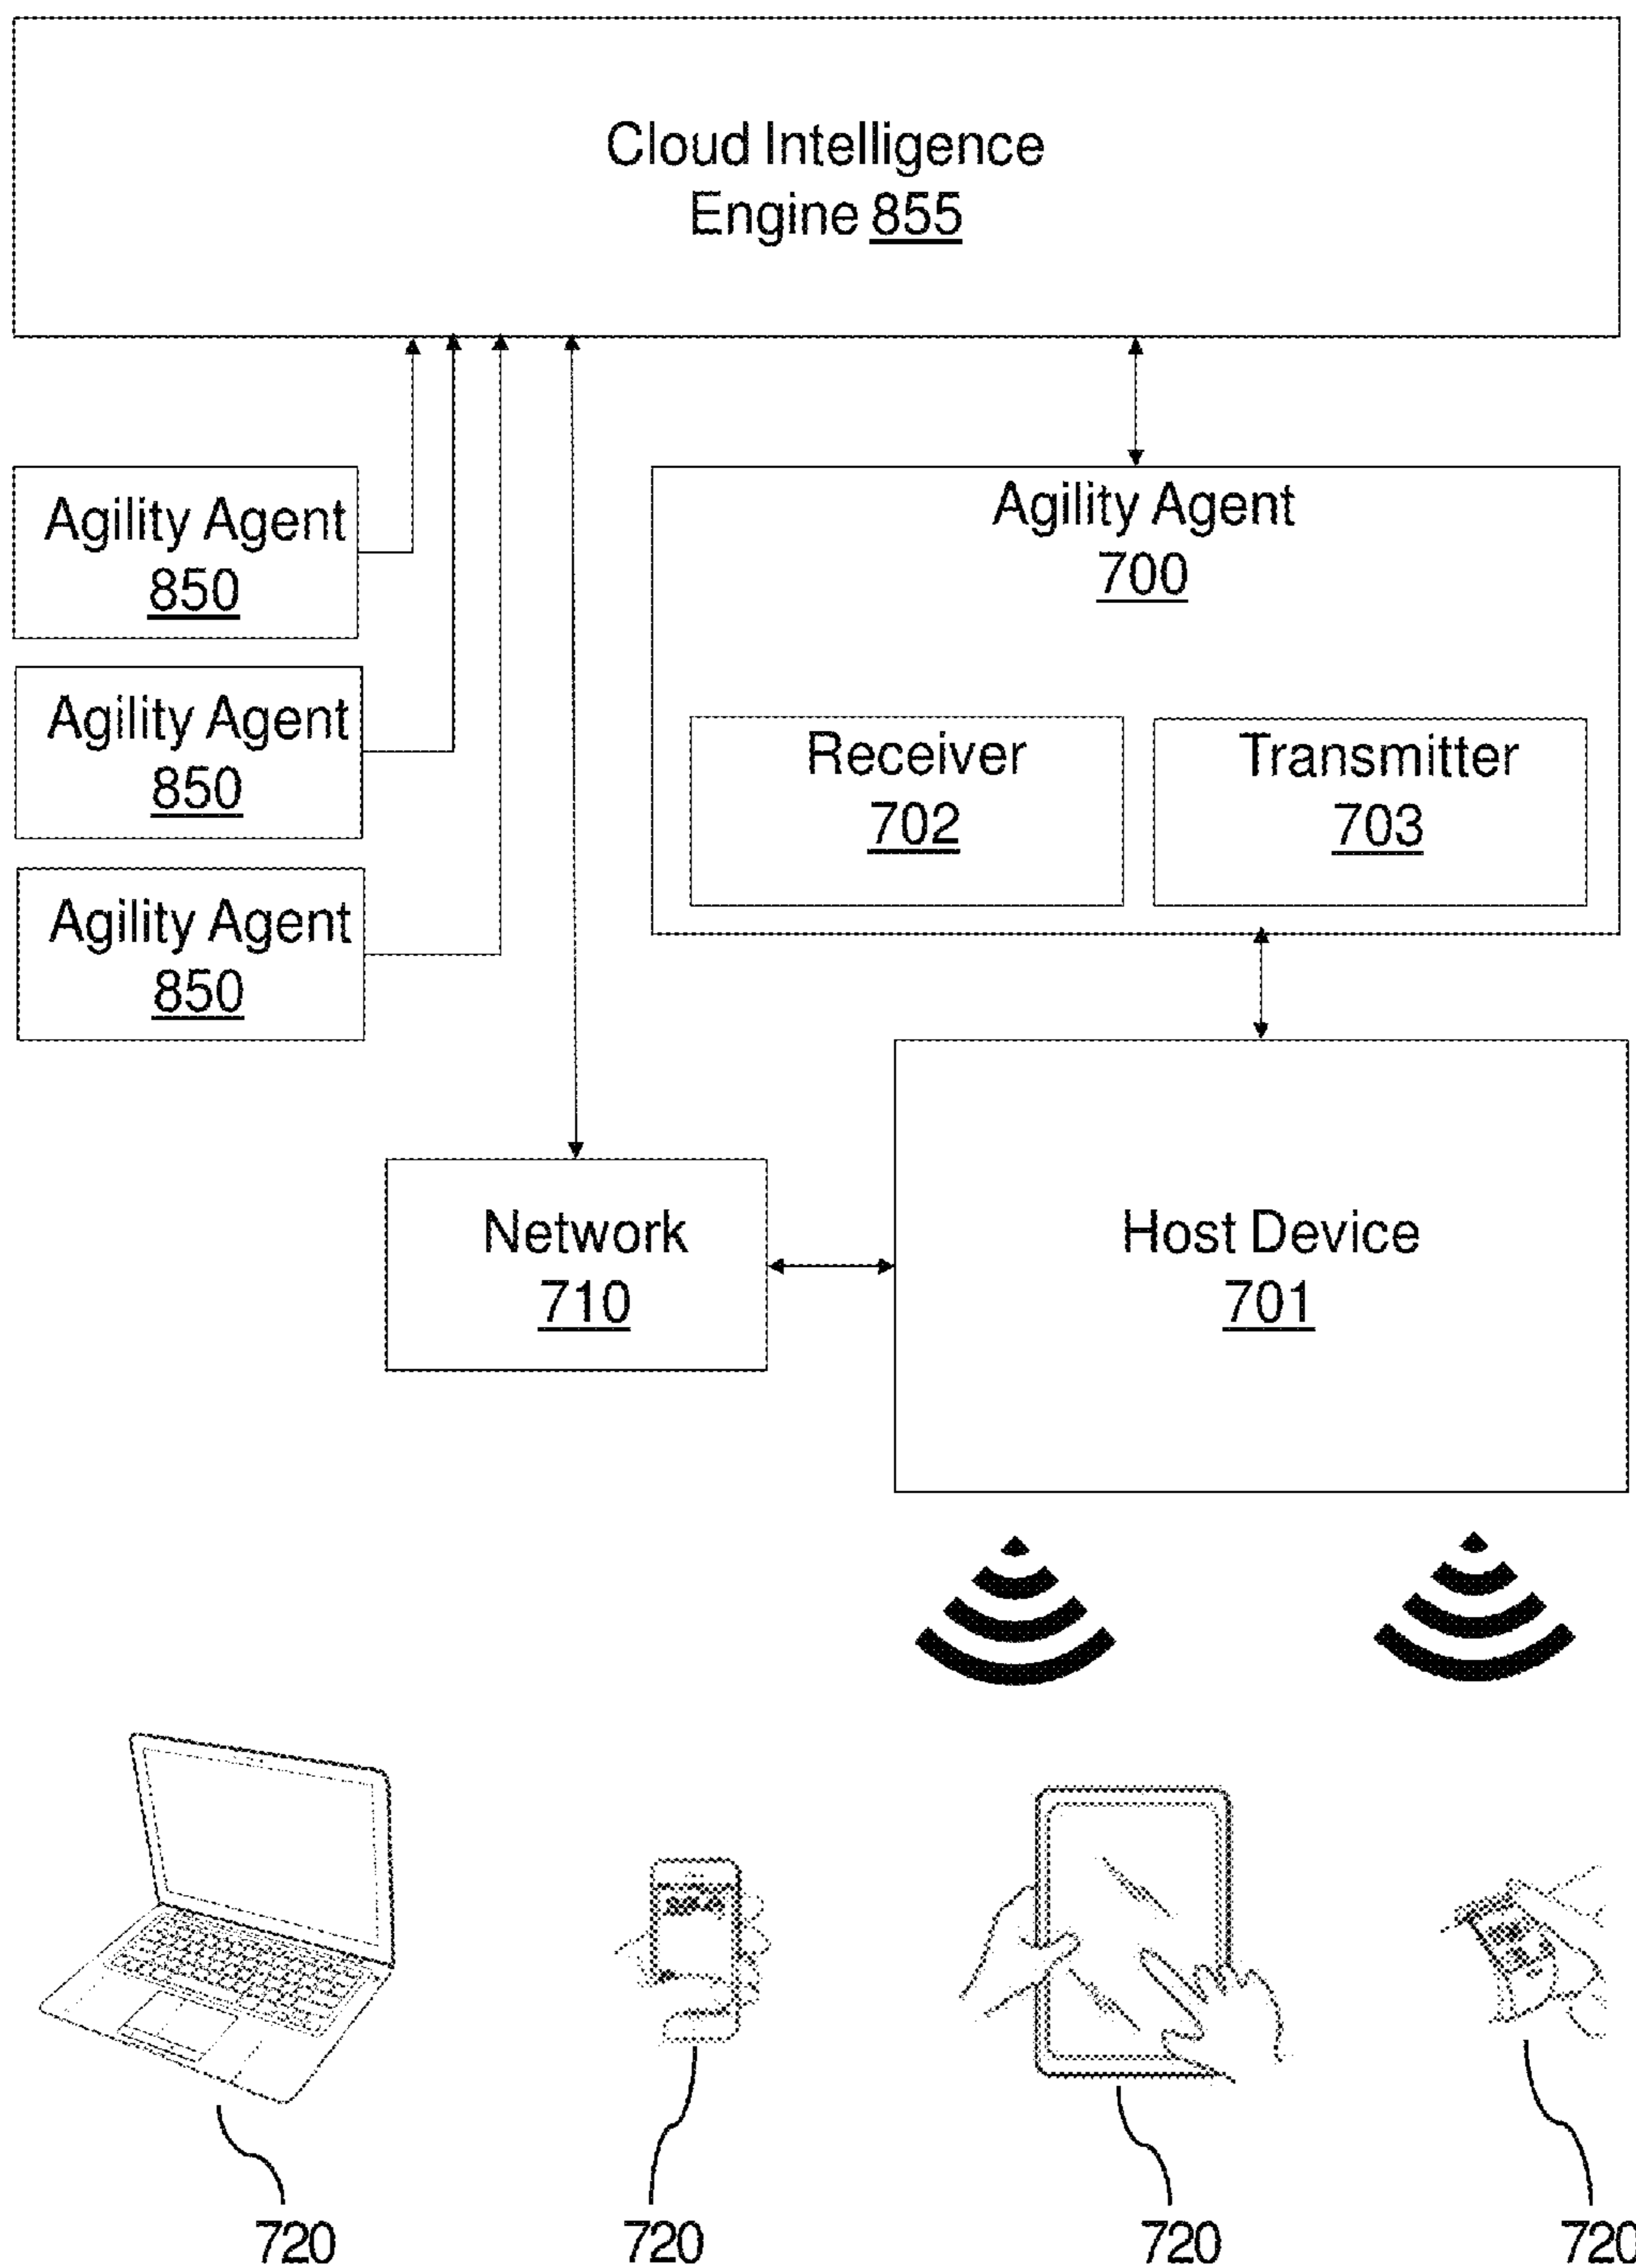 Cloud Intelligence
Engine 855
Agility Agent
850
Agility Agent
850
Agility Agent
850
Agility Agent
700
Receiver
702
Transmitter
703
Network
710
Host Device
701
720
720
720
720